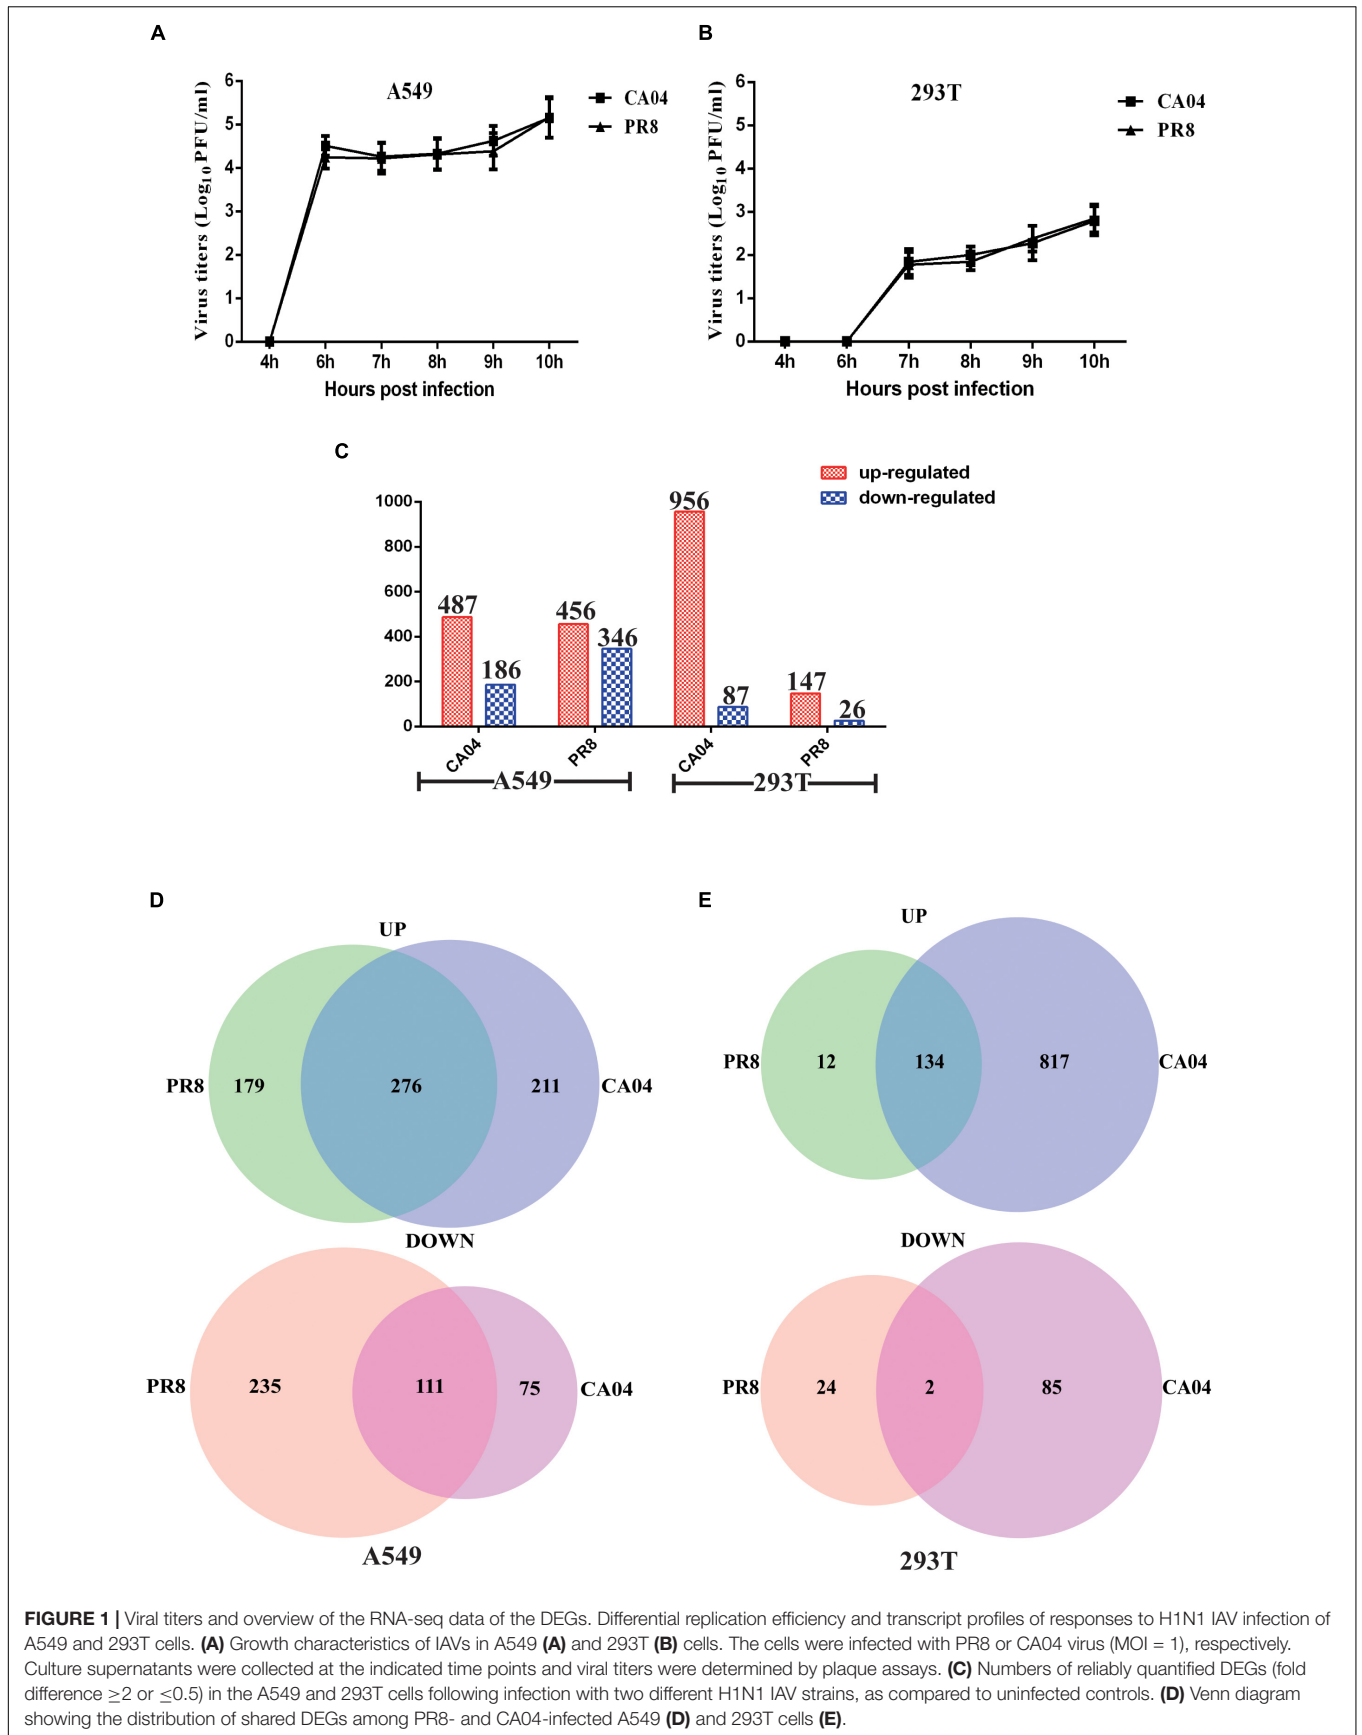 A
B
A549
CA04
PR8
Virus titers (Log10 PFU/ml)
6
5
4
3
2
1
0
4h 6h 7h 8h 9h 10h
Hours post infection
293T
CA04
PR8
Virus titers (Log10 PFU/ml)
6
5
4
3
2
1
0
4h 6h 7h 8h 9h 10h
Hours post infection
C
up-regulated
down-regulated
1000
800
600
400
200
0
487 186 456 346 956 87 147 26
CA04 PR8 CA04 PR8
A549 293T
D
UP
PR8 179 276 211 CA04
DOWN
PR8 235 111 75 CA04
A549
E
UP
PR8 12 134 817 CA04
DOWN
PR8 24 2 85 CA04
293T
FIGURE 1 | Viral titers and overview of the RNA-seq data of the DEGs. Differential replication efficiency and transcript profiles of responses to H1N1 IAV infection of
A549 and 293T cells. (A) Growth characteristics of IAVs in A549 (A) and 293T (B) cells. The cells were infected with PR8 or CA04 virus (MOI = 1), respectively.
Culture supernatants were collected at the indicated time points and viral titers were determined by plaque assays. (C) Numbers of reliably quantified DEGs (fold
difference ≥2 or ≤0.5) in the A549 and 293T cells following infection with two different H1N1 IAV strains, as compared to uninfected controls. (D) Venn diagram
showing the distribution of shared DEGs among PR8- and CA04-infected A549 (D) and 293T cells (E).